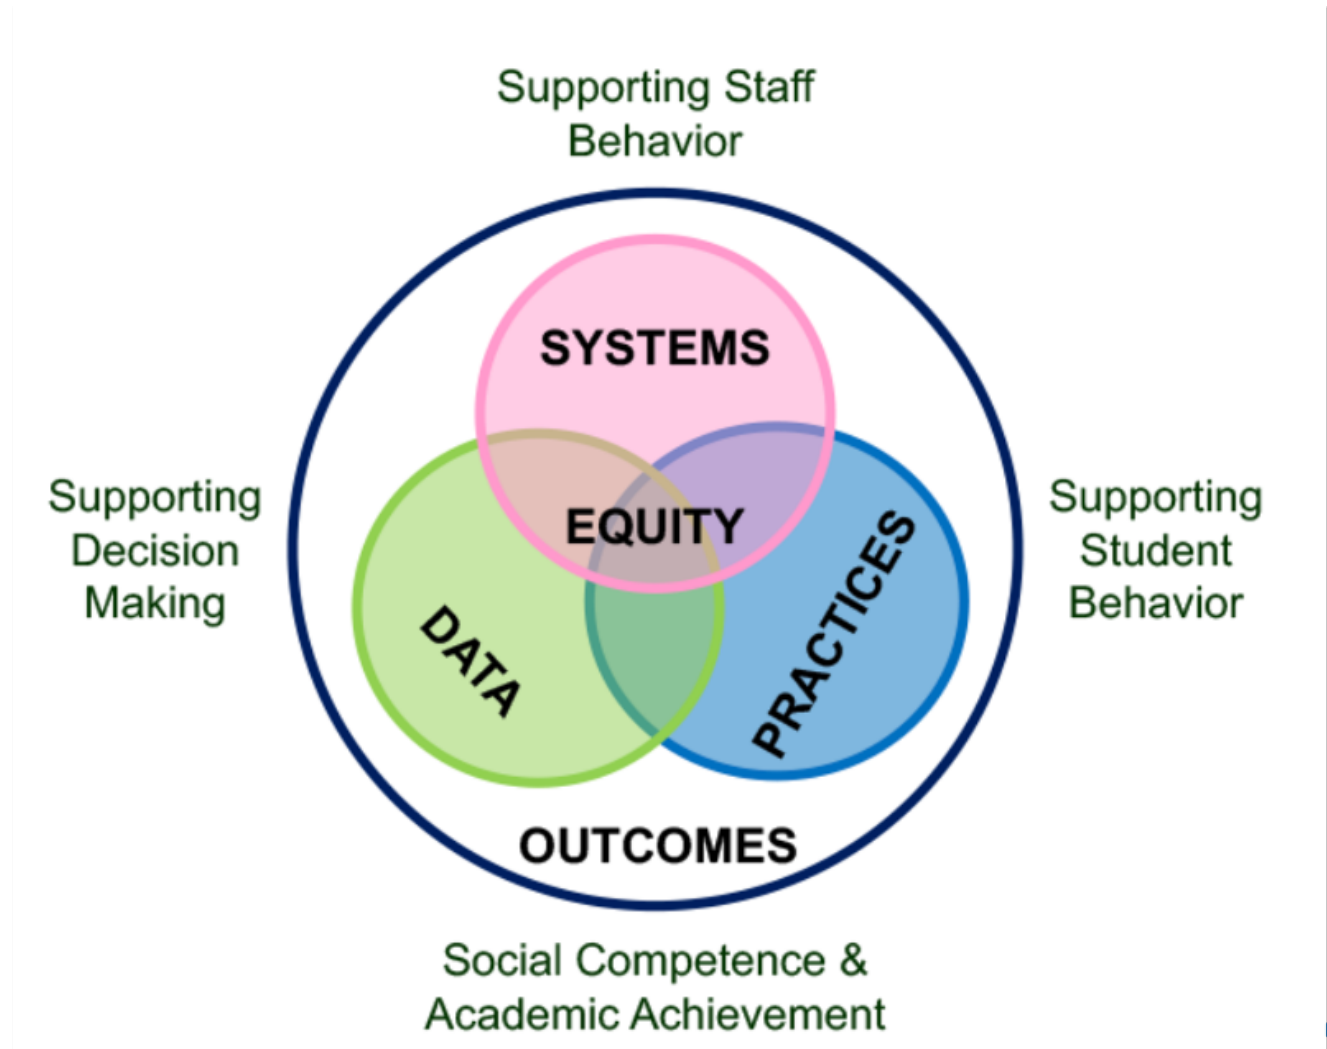 Supporting Staff
Behavior
SYSTEMS
Supporting
Decision
Making
EQUITY
Supporting
Student
Behavior
DATA
PRACTICES
OUTCOMES
Social Competence &
Academic Achievement